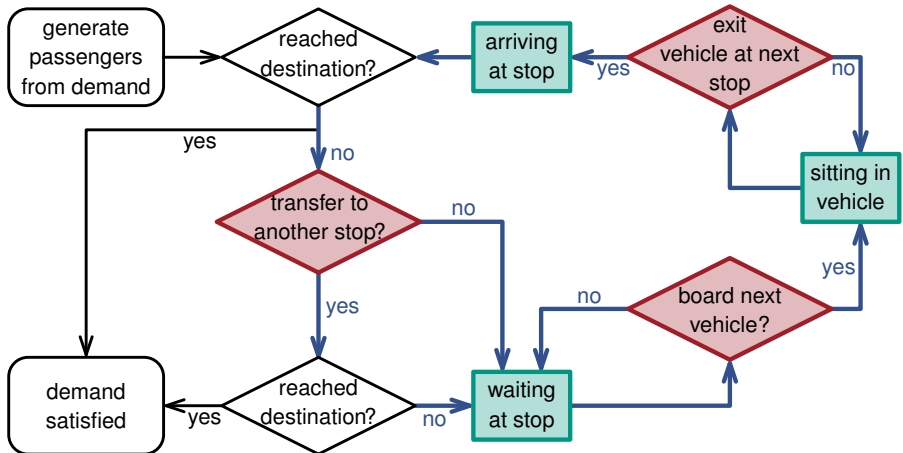 generate
passengers
from demand
reached
destination?
arriving
at stop
exit
vehicle at next
stop
yes
no
yes
no
sitting in
vehicle
transfer to
another stop?
no
yes
board next
vehicle?
no
yes
demand
satisfied
yes
reached
destination?
no
waiting
at stop